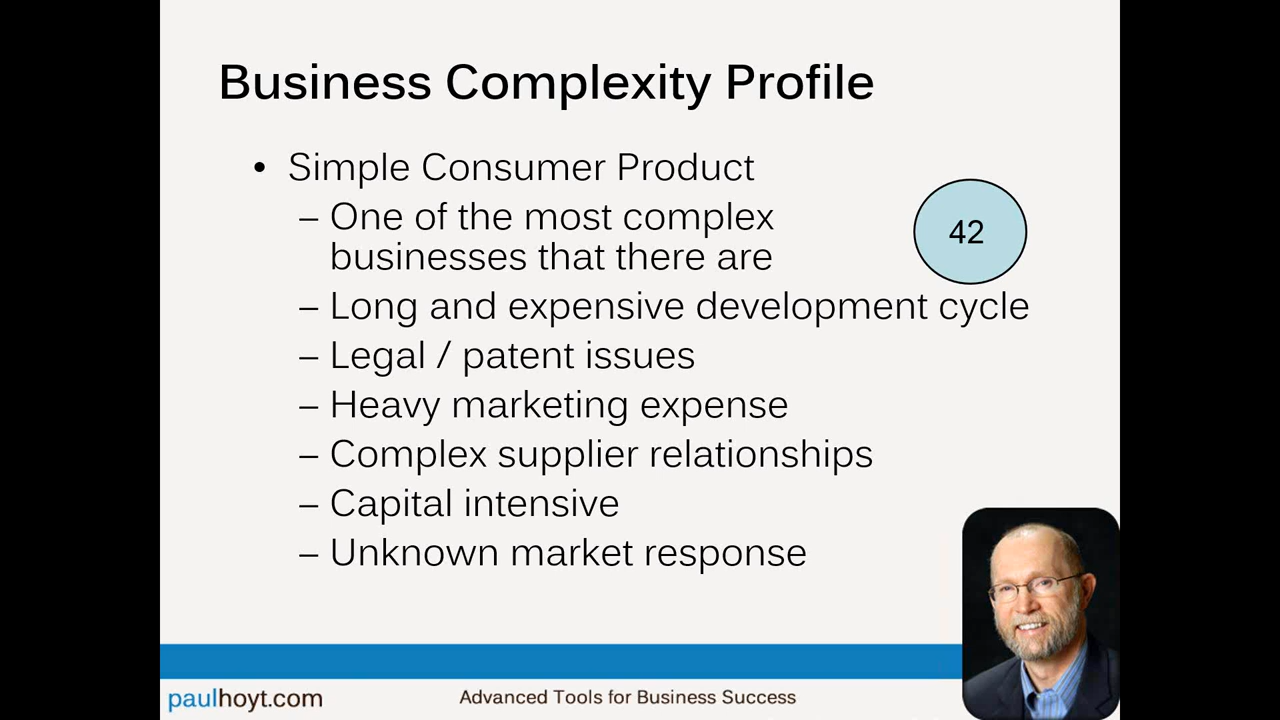 Business Complexity Profile
• Simple Consumer Product
– One of the most complex
businesses that there are
42
– Long and expensive development cycle
– Legal / patent issues
– Heavy marketing expense
– Complex supplier relationships
– Capital intensive
– Unknown market response
paulhoyt.com
Advanced Tools for Business Success